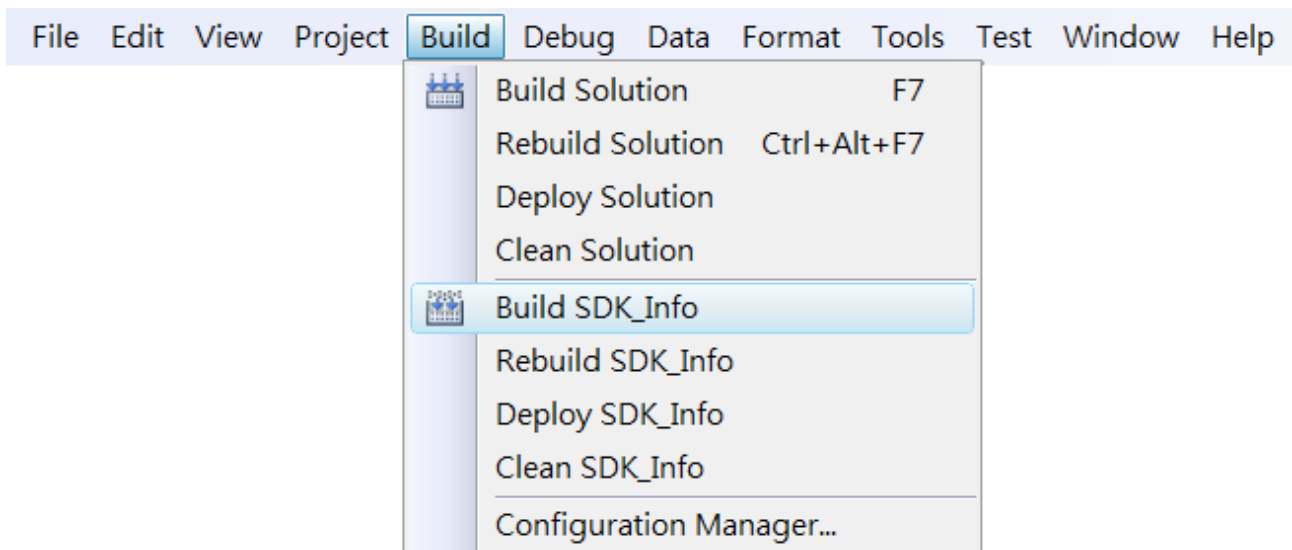 File Edit View Project Build Debug Data Format Tools Test Window Help
Build Solution F7
Rebuild Solution Ctrl+Alt+F7
Deploy Solution
Clean Solution
Build SDK_Info
Rebuild SDK_Info
Deploy SDK_Info
Clean SDK_Info
Configuration Manager...